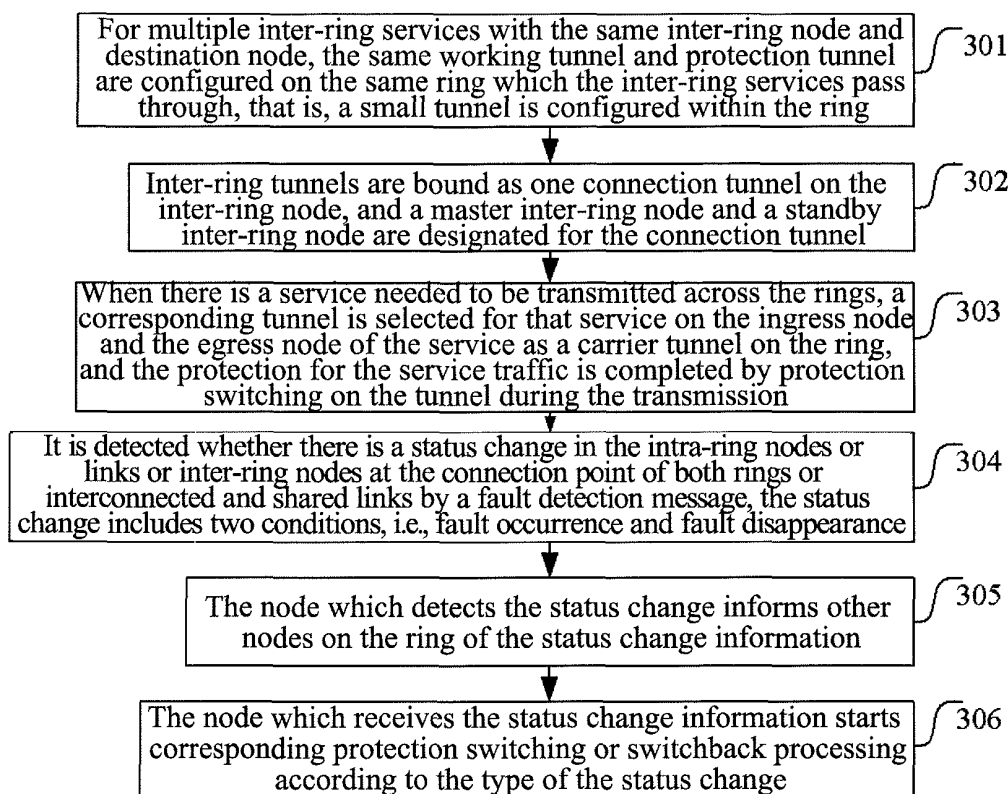 For multiple inter-ring services with the same inter-ring node and
destination node, the same working tunnel and protection tunnel
are configured on the same ring which the inter-ring services pass
through, that is, a small tunnel is configured within the ring
301
Inter-ring tunnels are bound as one connection tunnel on the
inter-ring node, and a master inter-ring node and a standby
inter-ring node are designated for the connection tunnel
302
When there is a service needed to be transmitted across the rings, a
corresponding tunnel is selected for that service on the ingress node
and the egress node of the service as a carrier tunnel on the ring,
and the protection for the service traffic is completed by protection
switching on the tunnel during the transmission
303
It is detected whether there is a status change in the intra-ring nodes or
links or inter-ring nodes at the connection point of both rings or
interconnected and shared links by a fault detection message, the status
change includes two conditions, i.e., fault occurrence and fault disappearance
304
The node which detects the status change informs other
nodes on the ring of the status change information
305
The node which receives the status change information starts
corresponding protection switching or switchback processing
according to the type of the status change
306